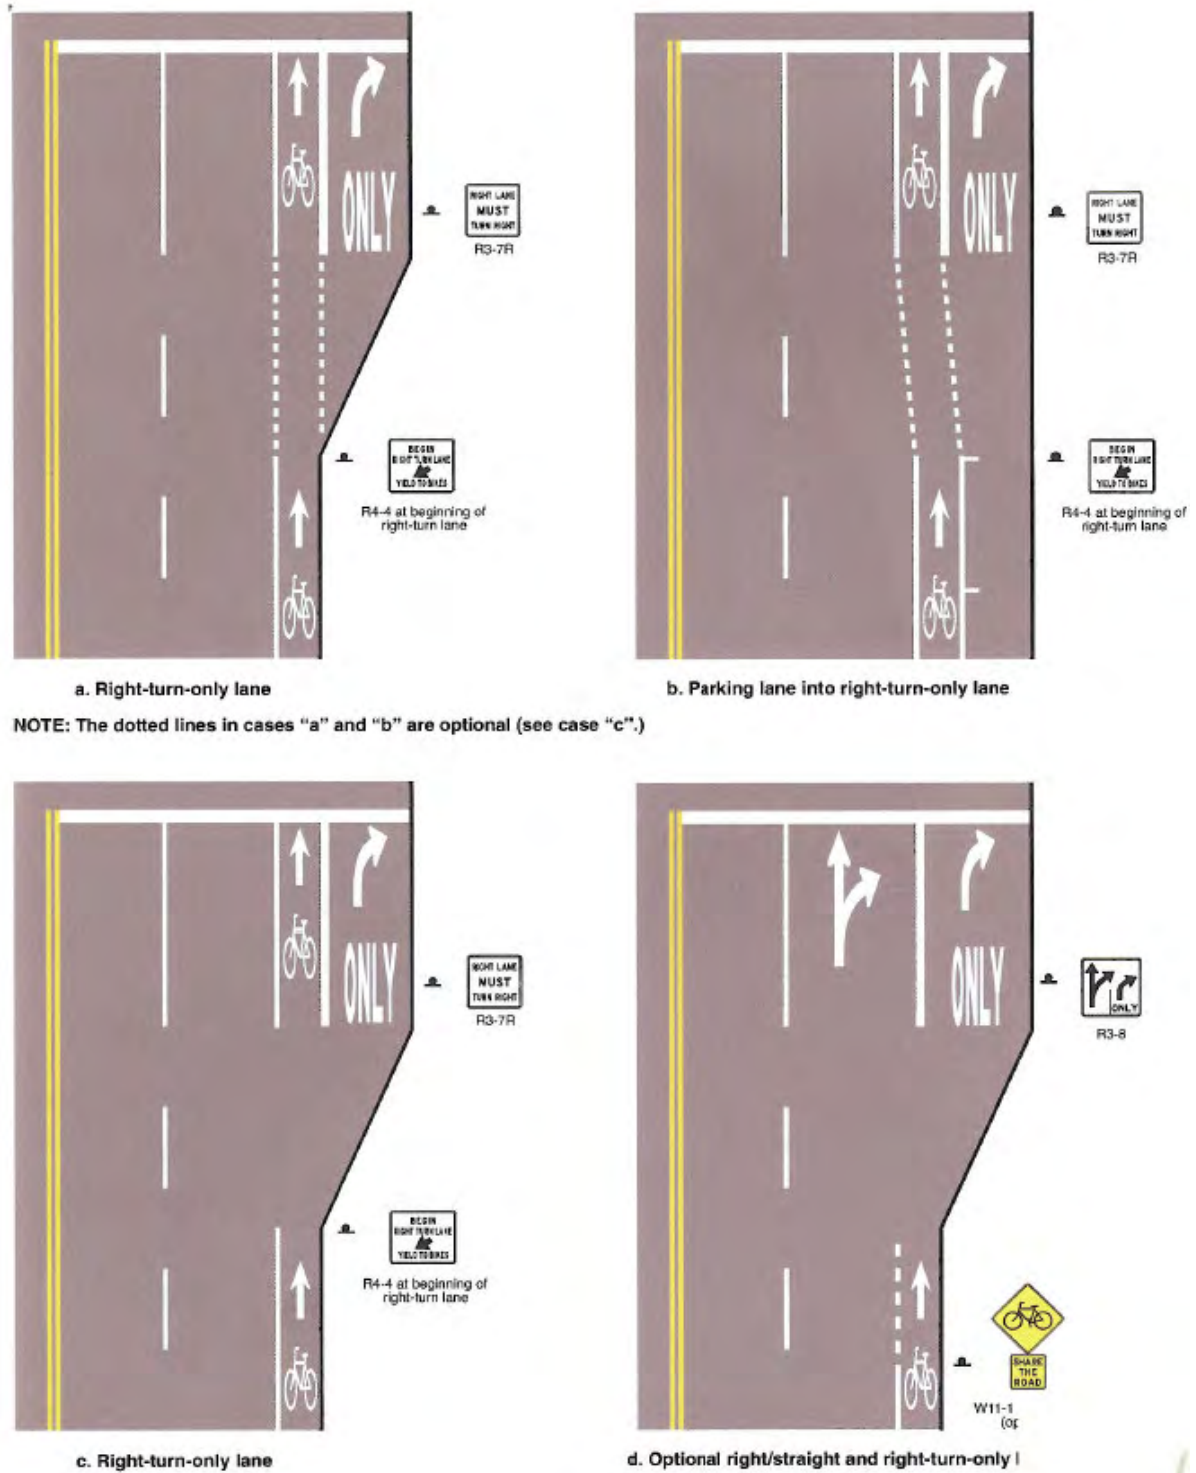 ONLY
RIGHT LANE
MUST
TURN RIGHT
R3-7R
BEGIN
RIGHT TURN LANE
YIELD TO BIKES
R4-4 at beginning of
right-turn lane
a. Right-turn-only lane
ONLY
RIGHT LANE
MUST
TURN RIGHT
R3-7R
BEGIN
RIGHT TURN LANE
YIELD TO BIKES
R4-4 at beginning of
right-turn lane
b. Parking lane into right-turn-only lane
NOTE: The dotted lines in cases “a” and “b” are optional (see case “c”.)
ONLY
RIGHT LANE
MUST
TURN RIGHT
R3-7R
BEGIN
RIGHT TURN LANE
YIELD TO BIKES
R4-4 at beginning of
right-turn lane
c. Right-turn-only lane
ONLY
ONLY
R3-8
SHARE
THE
ROAD
W11-1
(op
d. Optional right/straight and right-turn-only l